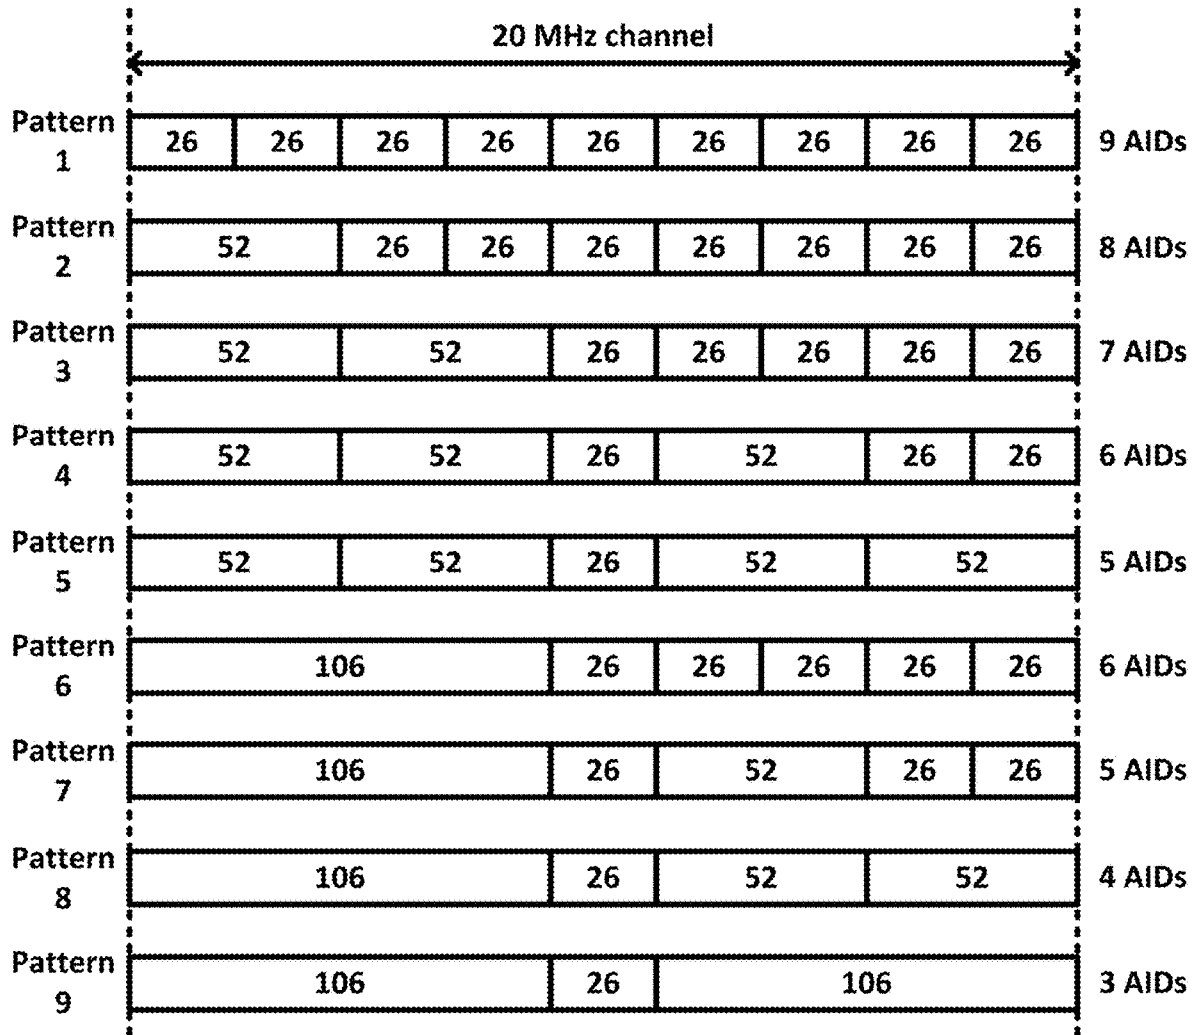 20 MHz channel
Pattern 1 26 26 26 26 26 26 26 26 26 9 AIDs
Pattern 2 52 26 26 26 26 26 26 26 8 AIDs
Pattern 3 52 52 26 26 26 26 26 7 AIDs
Pattern 4 52 52 26 52 26 26 6 AIDs
Pattern 5 52 52 26 52 52 5 AIDs
Pattern 6 106 26 26 26 26 26 6 AIDs
Pattern 7 106 26 52 26 26 5 AIDs
Pattern 8 106 26 52 52 4 AIDs
Pattern 9 106 26 106 3 AIDs